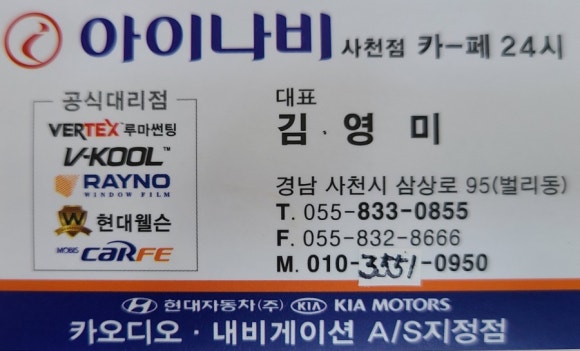 아이나비 사천점 카-페 24시
공식대리점
VERTEX™ 루마썬팅
V-KOOL™
RAYNO
WINDOW FILM
W 현대웰슨
MOBIS CARFE
대표
김 · 영 미
경남 사천시 삼상로 95(벌리동)
T. 055-833-0855
F. 055-832-8666
M. 010-3551-0950
현대자동차(주) KIA KIA MOTORS
카오디오 · 내비게이션 A/S지정점